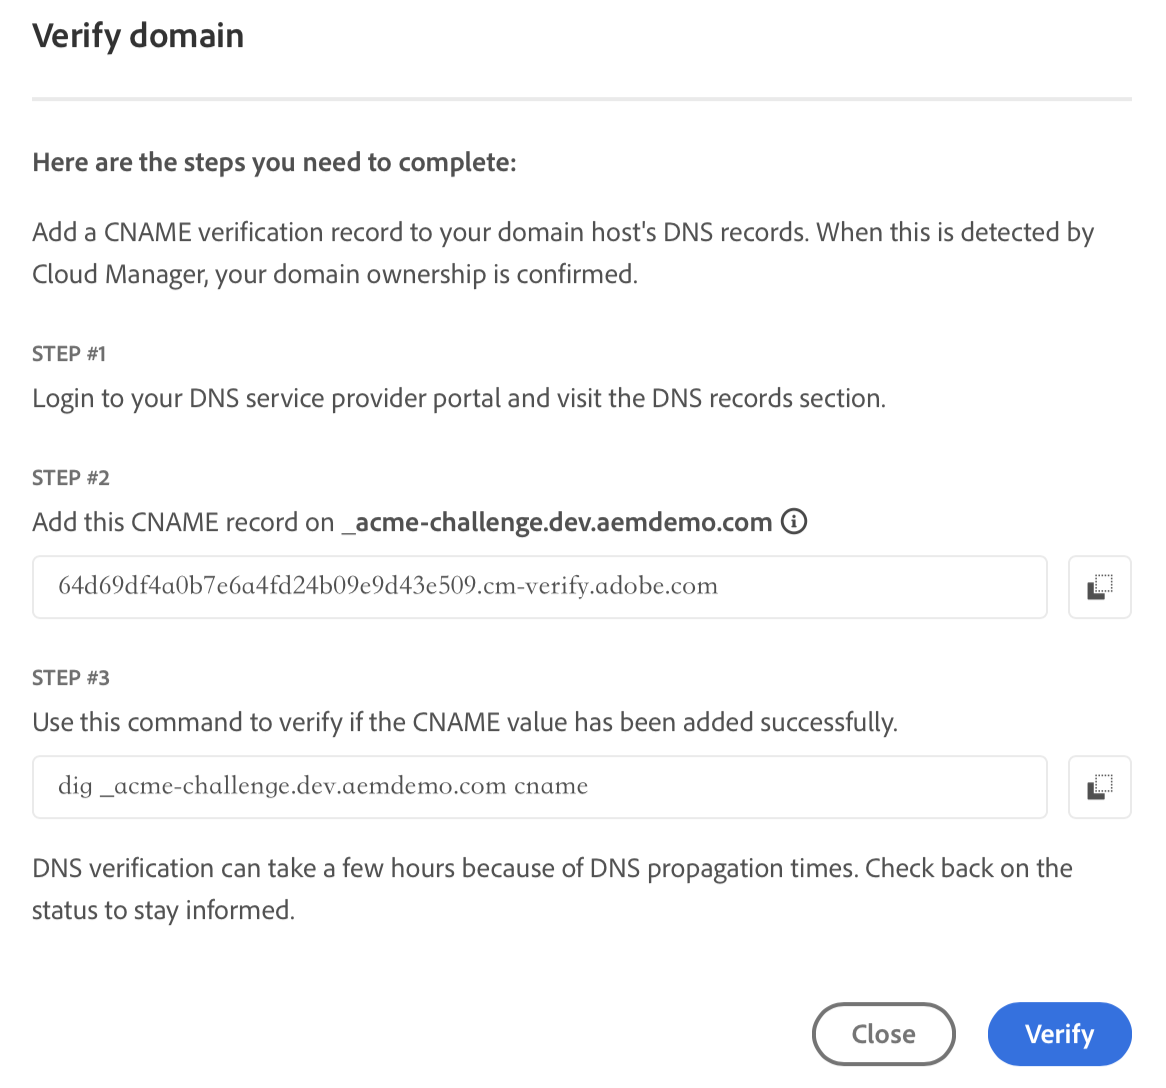 Verify domain
Here are the steps you need to complete:
Add a CNAME verification record to your domain host's DNS records. When this is detected by
Cloud Manager, your domain ownership is confirmed.
STEP #1
Login to your DNS service provider portal and visit the DNS records section.
STEP #2
Add this CNAME record on _acme-challenge.dev.aemdemo.com
64d69df4a0b7e6a4fd24b09e9d43e509.cm-verify.adobe.com
STEP #3
Use this command to verify if the CNAME value has been added successfully.
dig _acme-challenge.dev.aemdemo.com cname
DNS verification can take a few hours because of DNS propagation times. Check back on the
status to stay informed.
Close
Verify